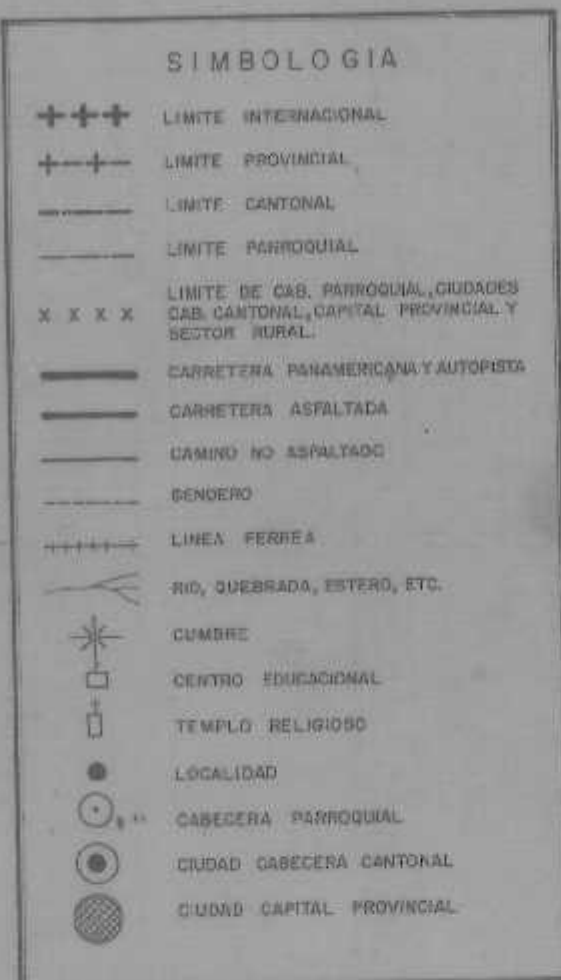 SIMBOLOGIA
LIMITE INTERNACIONAL
LIMITE PROVINCIAL
LIMITE CANTONAL
LIMITE PARROQUIAL
LIMITE DE CAB. PARROQUIAL, CIUDADES
CAB. CANTONAL, CAPITAL PROVINCIAL Y
SECTOR RURAL.
CARRETERA PANAMERICANA Y AUTOPISTA
CARRETERA ASFALTADA
CAMINO NO ASFALTADO
SENDERO
LINEA FERREA
RIO, QUEBRADA, ESTERO, ETC.
CUMBRE
CENTRO EDUCACIONAL
TEMPLO RELIGIOSO
LOCALIDAD
CABECERA PARROQUIAL
CIUDAD CABECERA CANTONAL
CIUDAD CAPITAL PROVINCIAL